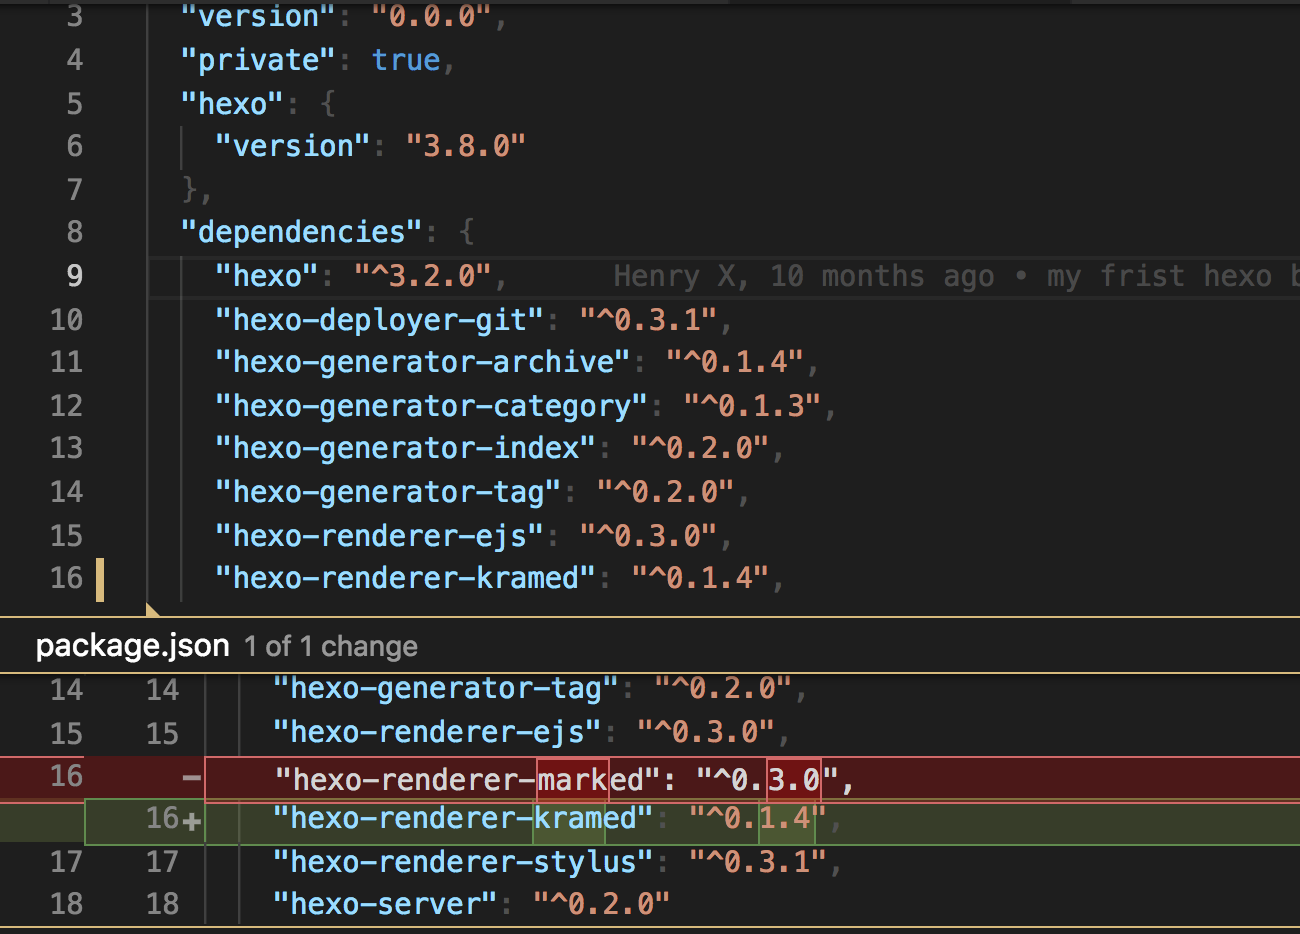 3 "version": "0.0.0",
4 "private": true,
5 "hexo": {
6 "version": "3.8.0"
7 },
8 "dependencies": {
9 "hexo": "^3.2.0", Henry X, 10 months ago • my frist hexo b
10 "hexo-deployer-git": "^0.3.1",
11 "hexo-generator-archive": "^0.1.4",
12 "hexo-generator-category": "^0.1.3",
13 "hexo-generator-index": "^0.2.0",
14 "hexo-generator-tag": "^0.2.0",
15 "hexo-renderer-ejs": "^0.3.0",
16 "hexo-renderer-kramed": "^0.1.4",
package.json 1 of 1 change
14 14 "hexo-generator-tag": "^0.2.0",
15 15 "hexo-renderer-ejs": "^0.3.0",
16 − "hexo-renderer-marked": "^0.3.0",
16+ "hexo-renderer-kramed": "^0.1.4",
17 17 "hexo-renderer-stylus": "^0.3.1",
18 18 "hexo-server": "^0.2.0"